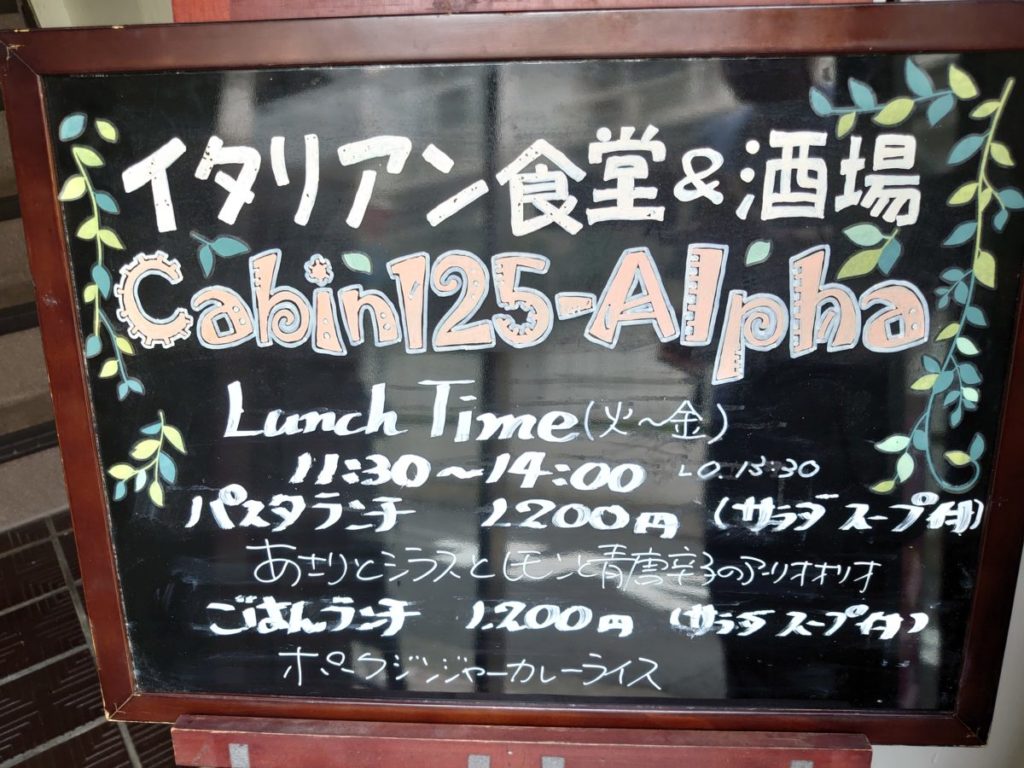 イタリアン食堂&酒場
Cabin125-Alpha
Lunch Time(火〜金)
11:30〜14:00 L.O.13:30
パスタランチ 1,200円 (サラダ スープ付)
あさりとシラスとレモンと青唐辛子のアーリオオリオ
ごはんランチ 1,200円 (サラダ スープ付)
ポークジンジャーカレーライス